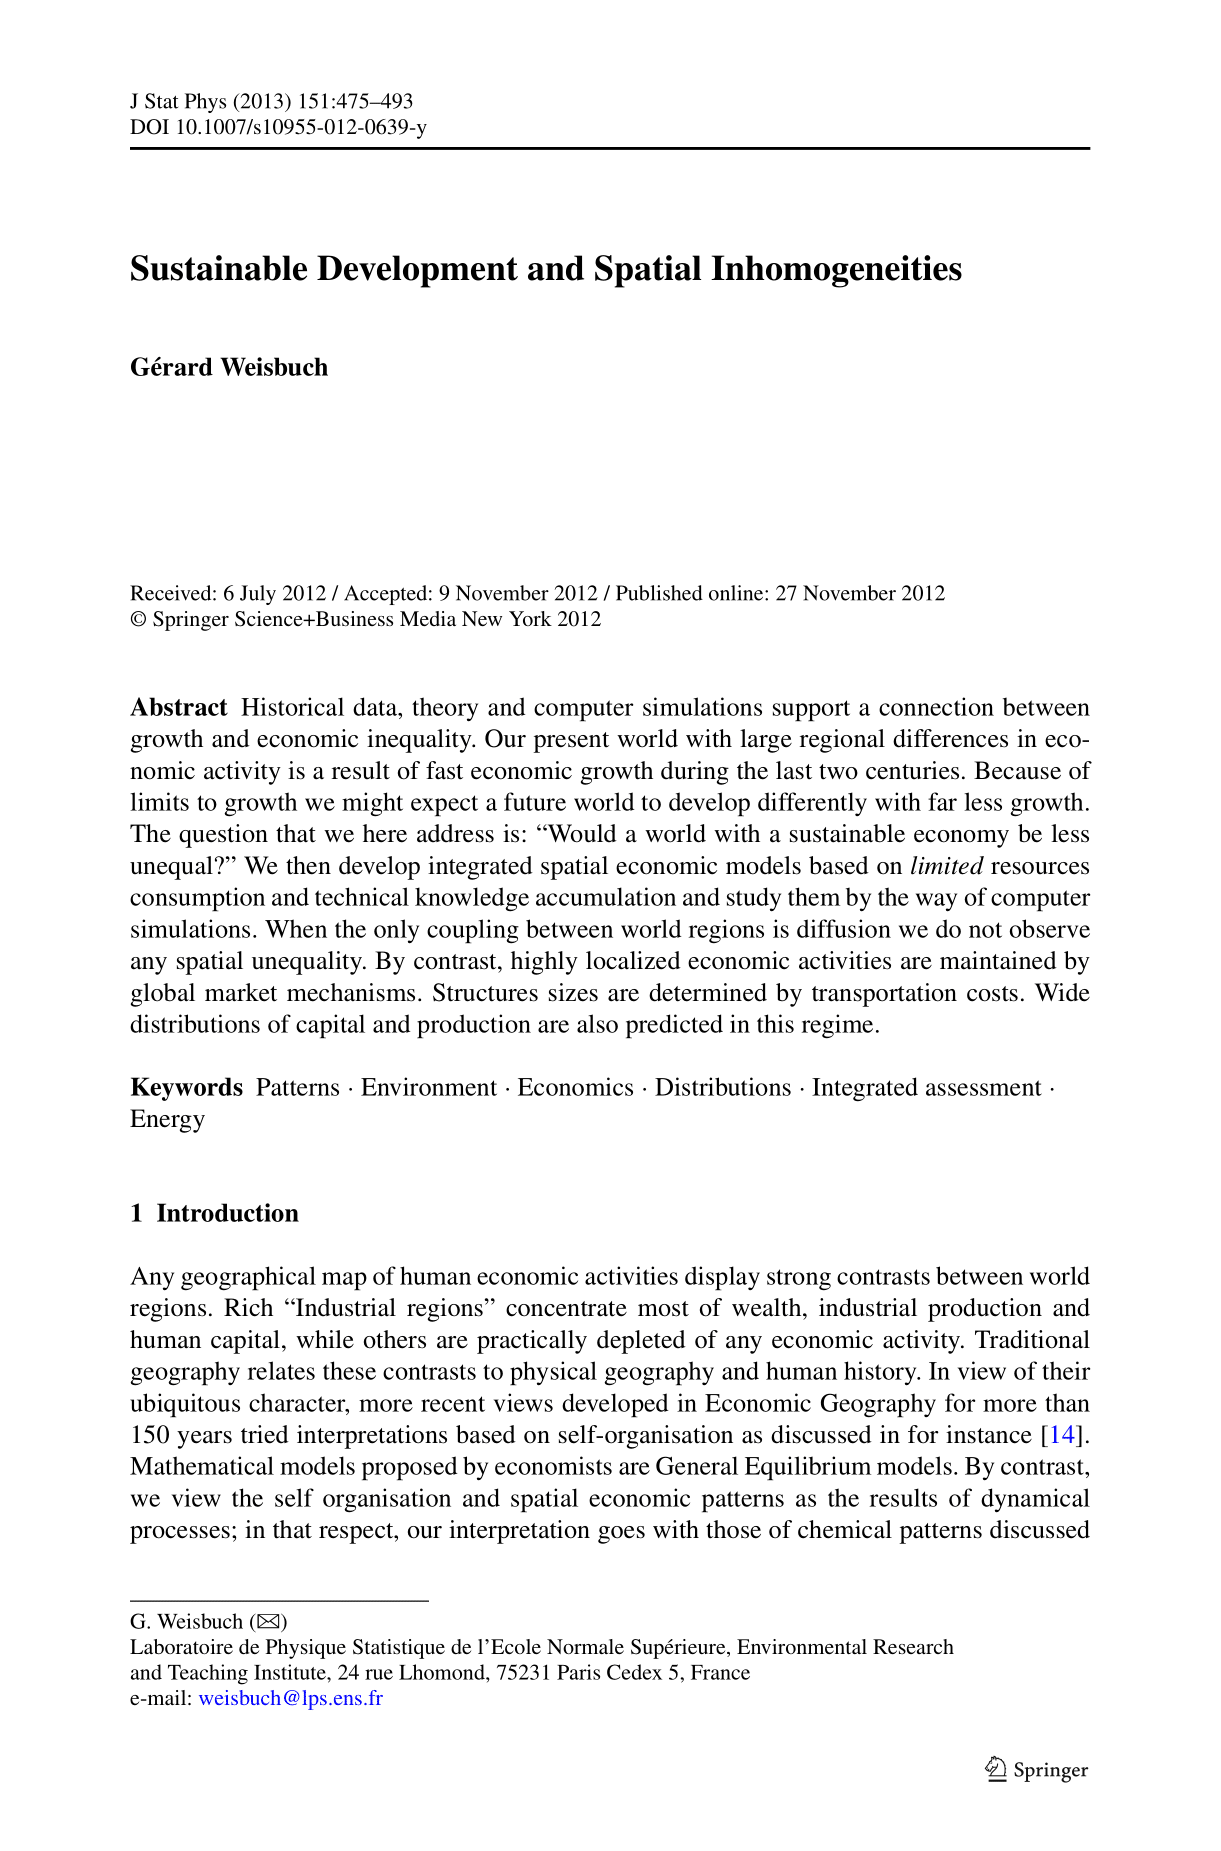 J Stat Phys (2013) 151:475–493
DOI 10.1007/s10955-012-0639-y
Sustainable Development and Spatial Inhomogeneities
Gérard Weisbuch
Received: 6 July 2012 / Accepted: 9 November 2012 / Published online: 27 November 2012
© Springer Science+Business Media New York 2012
Abstract Historical data, theory and computer simulations support a connection between
growth and economic inequality. Our present world with large regional differences in eco-
nomic activity is a result of fast economic growth during the last two centuries. Because of
limits to growth we might expect a future world to develop differently with far less growth.
The question that we here address is: “Would a world with a sustainable economy be less
unequal?” We then develop integrated spatial economic models based on limited resources
consumption and technical knowledge accumulation and study them by the way of computer
simulations. When the only coupling between world regions is diffusion we do not observe
any spatial unequality. By contrast, highly localized economic activities are maintained by
global market mechanisms. Structures sizes are determined by transportation costs. Wide
distributions of capital and production are also predicted in this regime.
Keywords Patterns · Environment · Economics · Distributions · Integrated assessment ·
Energy
1 Introduction
Any geographical map of human economic activities display strong contrasts between world
regions. Rich “Industrial regions” concentrate most of wealth, industrial production and
human capital, while others are practically depleted of any economic activity. Traditional
geography relates these contrasts to physical geography and human history. In view of their
ubiquitous character, more recent views developed in Economic Geography for more than
150 years tried interpretations based on self-organisation as discussed in for instance [14].
Mathematical models proposed by economists are General Equilibrium models. By contrast,
we view the self organisation and spatial economic patterns as the results of dynamical
processes; in that respect, our interpretation goes with those of chemical patterns discussed
G. Weisbuch (✉)
Laboratoire de Physique Statistique de l’Ecole Normale Supérieure, Environmental Research
and Teaching Institute, 24 rue Lhomond, 75231 Paris Cedex 5, France
e-mail: weisbuch@lps.ens.fr
Springer